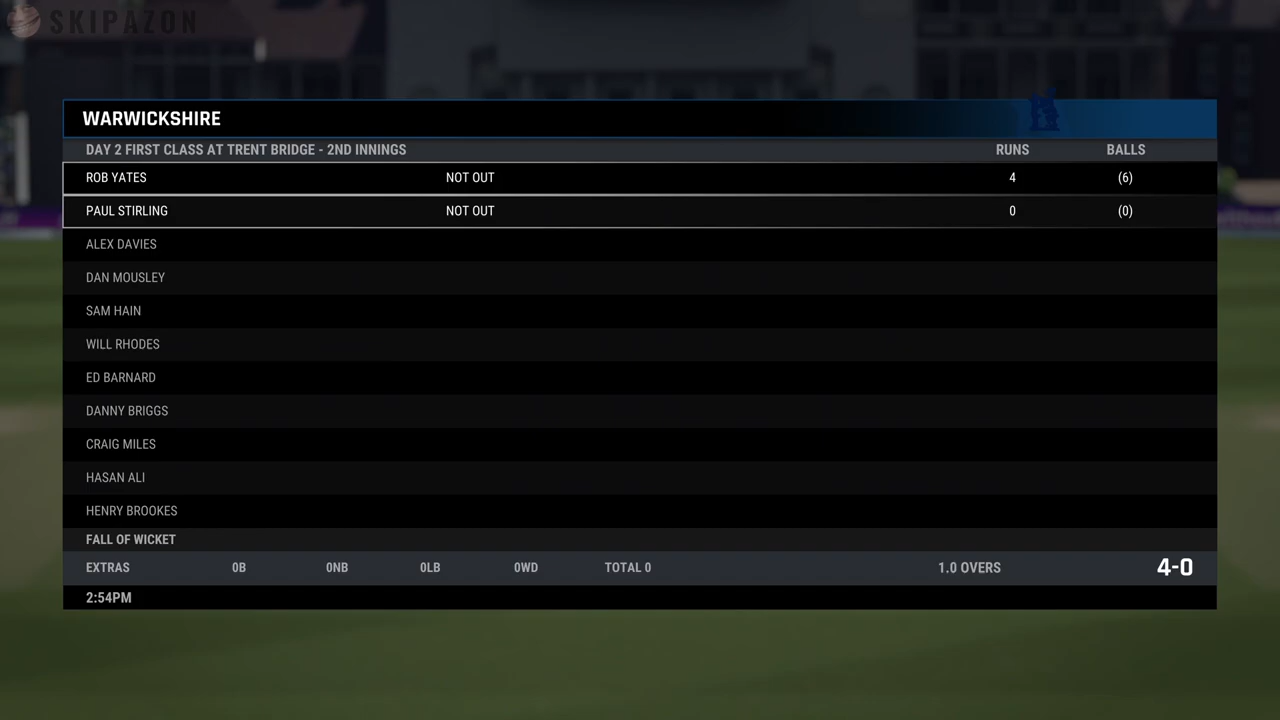 SKIPAZON
WARWICKSHIRE
DAY 2 FIRST CLASS AT TRENT BRIDGE - 2ND INNINGS RUNS BALLS
ROB YATES NOT OUT 4 (6)
PAUL STIRLING NOT OUT 0 (0)
ALEX DAVIES
DAN MOUSLEY
SAM HAIN
WILL RHODES
ED BARNARD
DANNY BRIGGS
CRAIG MILES
HASAN ALI
HENRY BROOKES
FALL OF WICKET
EXTRAS 0B 0NB 0LB 0WD TOTAL 0 1.0 OVERS 4-0
2:54PM